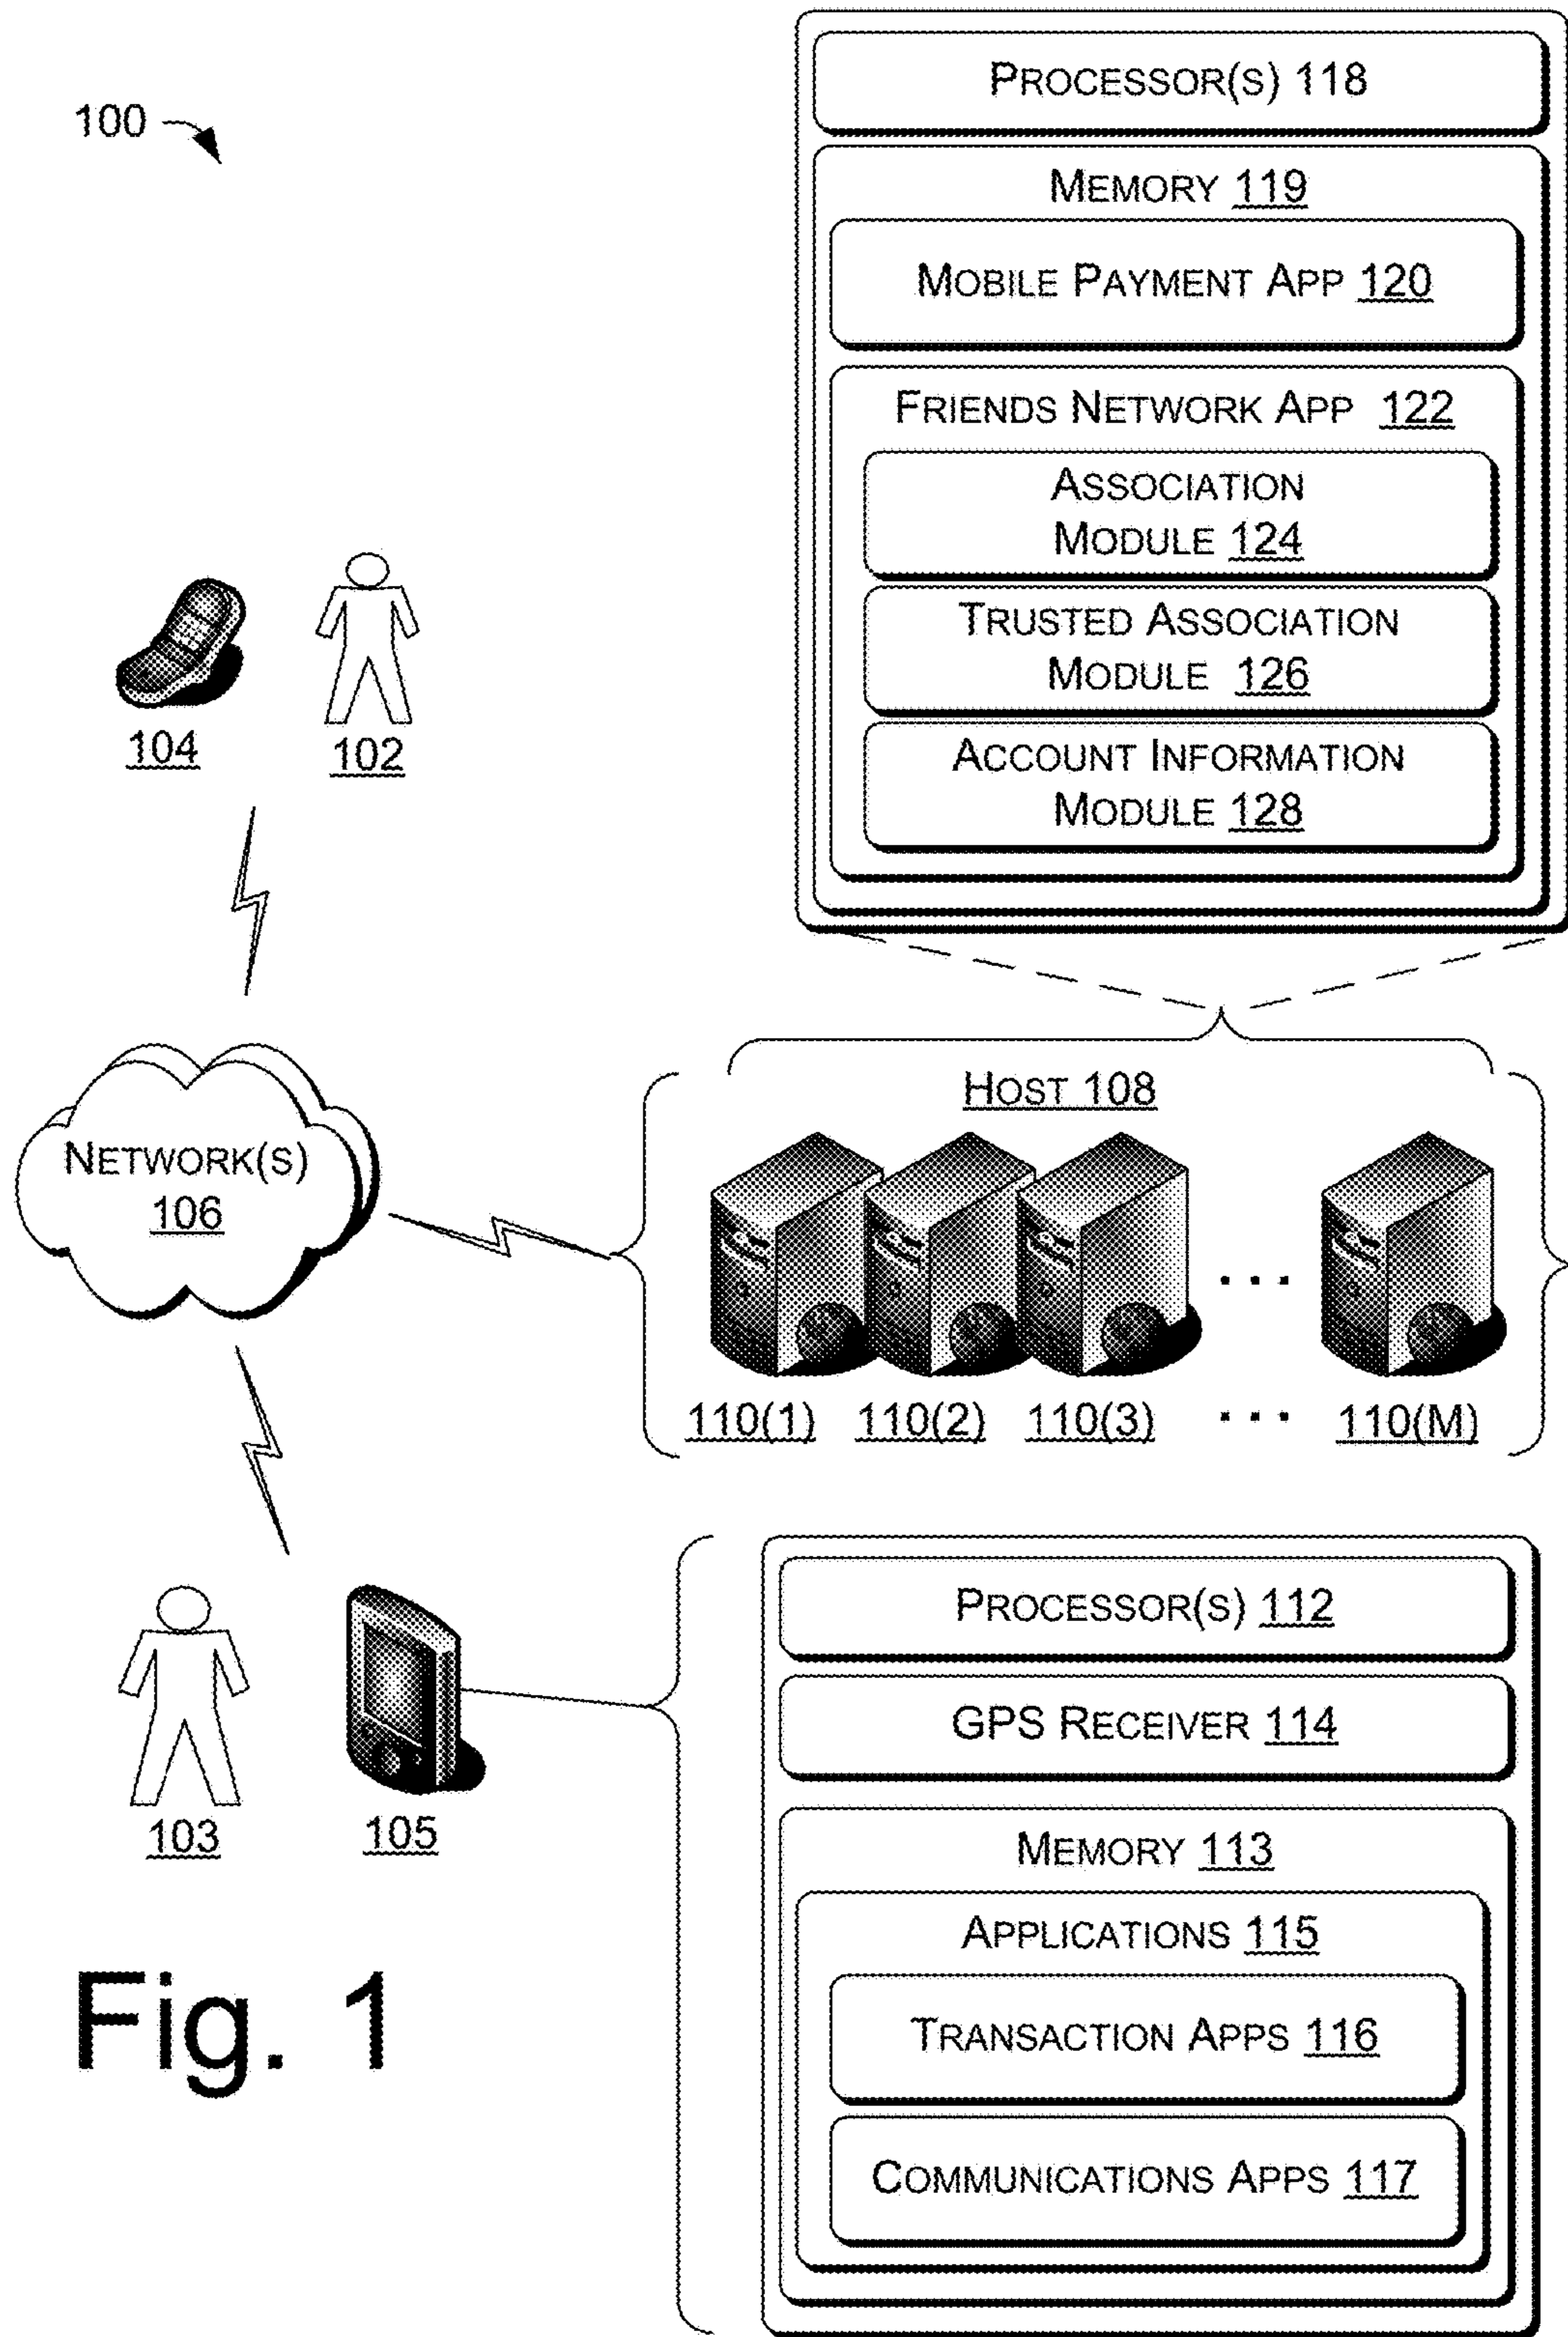 100
PROCESSOR(S) 118
MEMORY 119
MOBILE PAYMENT APP 120
FRIENDS NETWORK APP 122
ASSOCIATION
MODULE 124
TRUSTED ASSOCIATION
MODULE 126
ACCOUNT INFORMATION
MODULE 128
104
102
NETWORK(S)
106
HOST 108
...
110(1) 110(2) 110(3) ... 110(M)
103
105
PROCESSOR(S) 112
GPS RECEIVER 114
MEMORY 113
APPLICATIONS 115
TRANSACTION APPS 116
COMMUNICATIONS APPS 117
Fig. 1